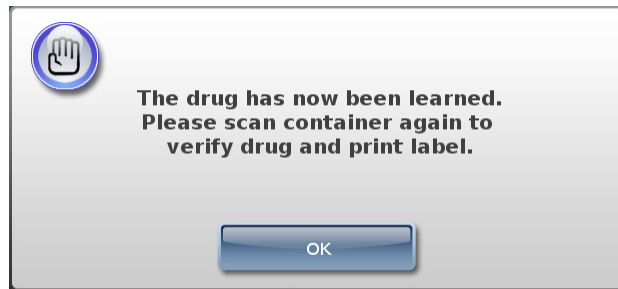 The drug has now been learned.
Please scan container again to
verify drug and print label.
OK